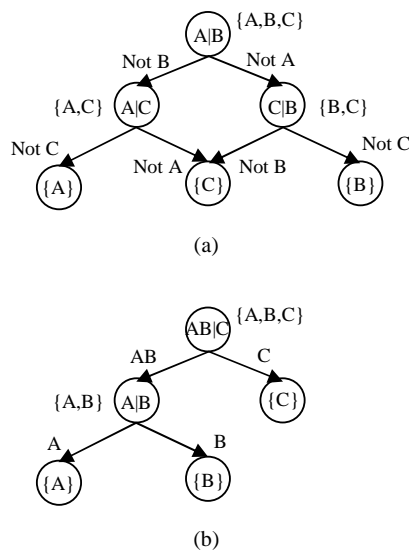 A|B {A,B,C}
Not B Not A
{A,C} A|C C|B {B,C}
Not C Not A Not B Not C
{A} {C} {B}
(a)
AB|C {A,B,C}
AB C
{A,B} A|B {C}
A B
{A} {B}
(b)